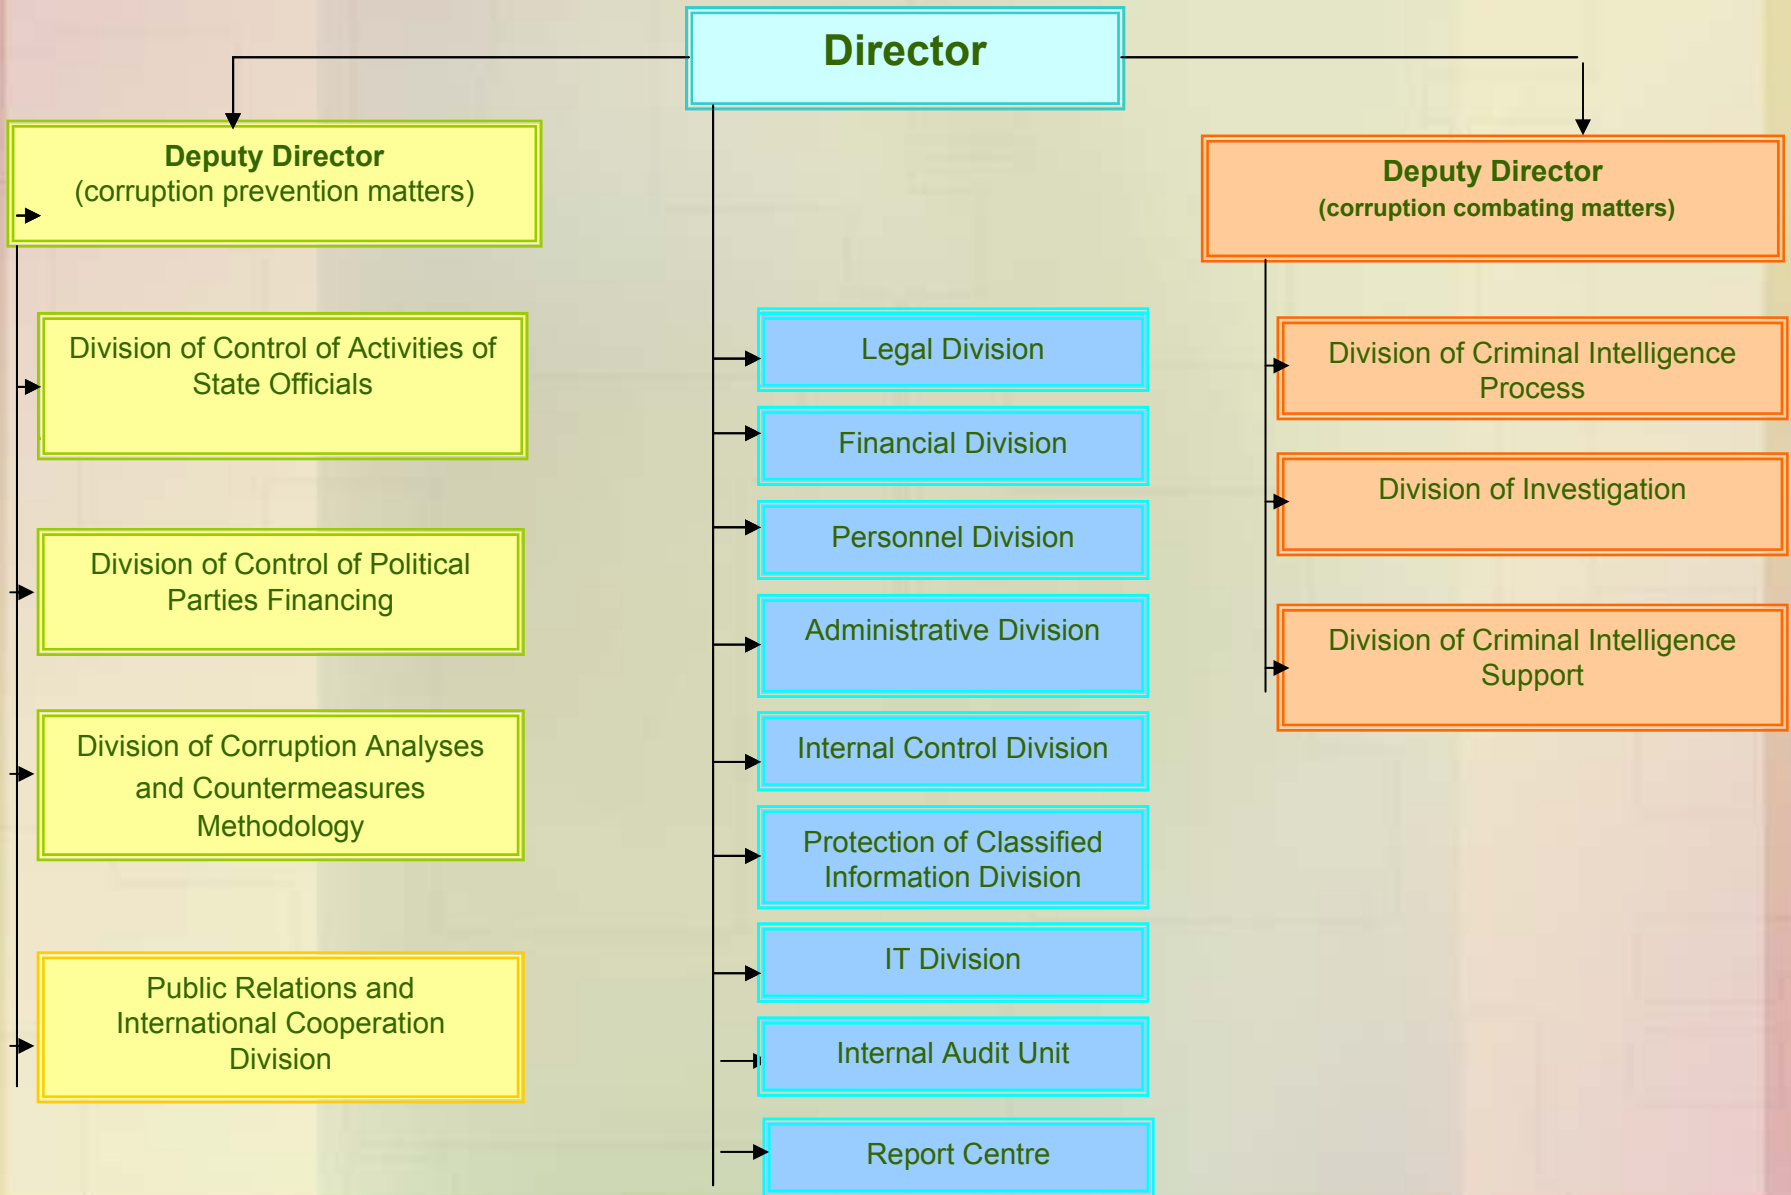 Director
Deputy Director
(corruption prevention matters)
Division of Control of Activities of
State Officials
Division of Control of Political
Parties Financing
Division of Corruption Analyses
and Countermeasures
Methodology
Public Relations and
International Cooperation
Division
Legal Division
Financial Division
Personnel Division
Administrative Division
Internal Control Division
Protection of Classified
Information Division
IT Division
Internal Audit Unit
Report Centre
Deputy Director
(corruption combating matters)
Division of Criminal Intelligence
Process
Division of Investigation
Division of Criminal Intelligence
Support